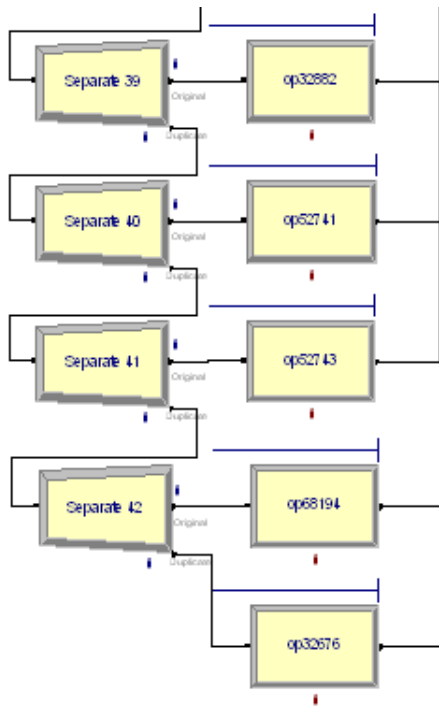 Separate 39
op32882
Original
Duplicate
Separate 40
op52741
Original
Duplicate
Separate 41
op52743
Original
Duplicate
Separate 42
op68194
Original
Duplicate
op32676